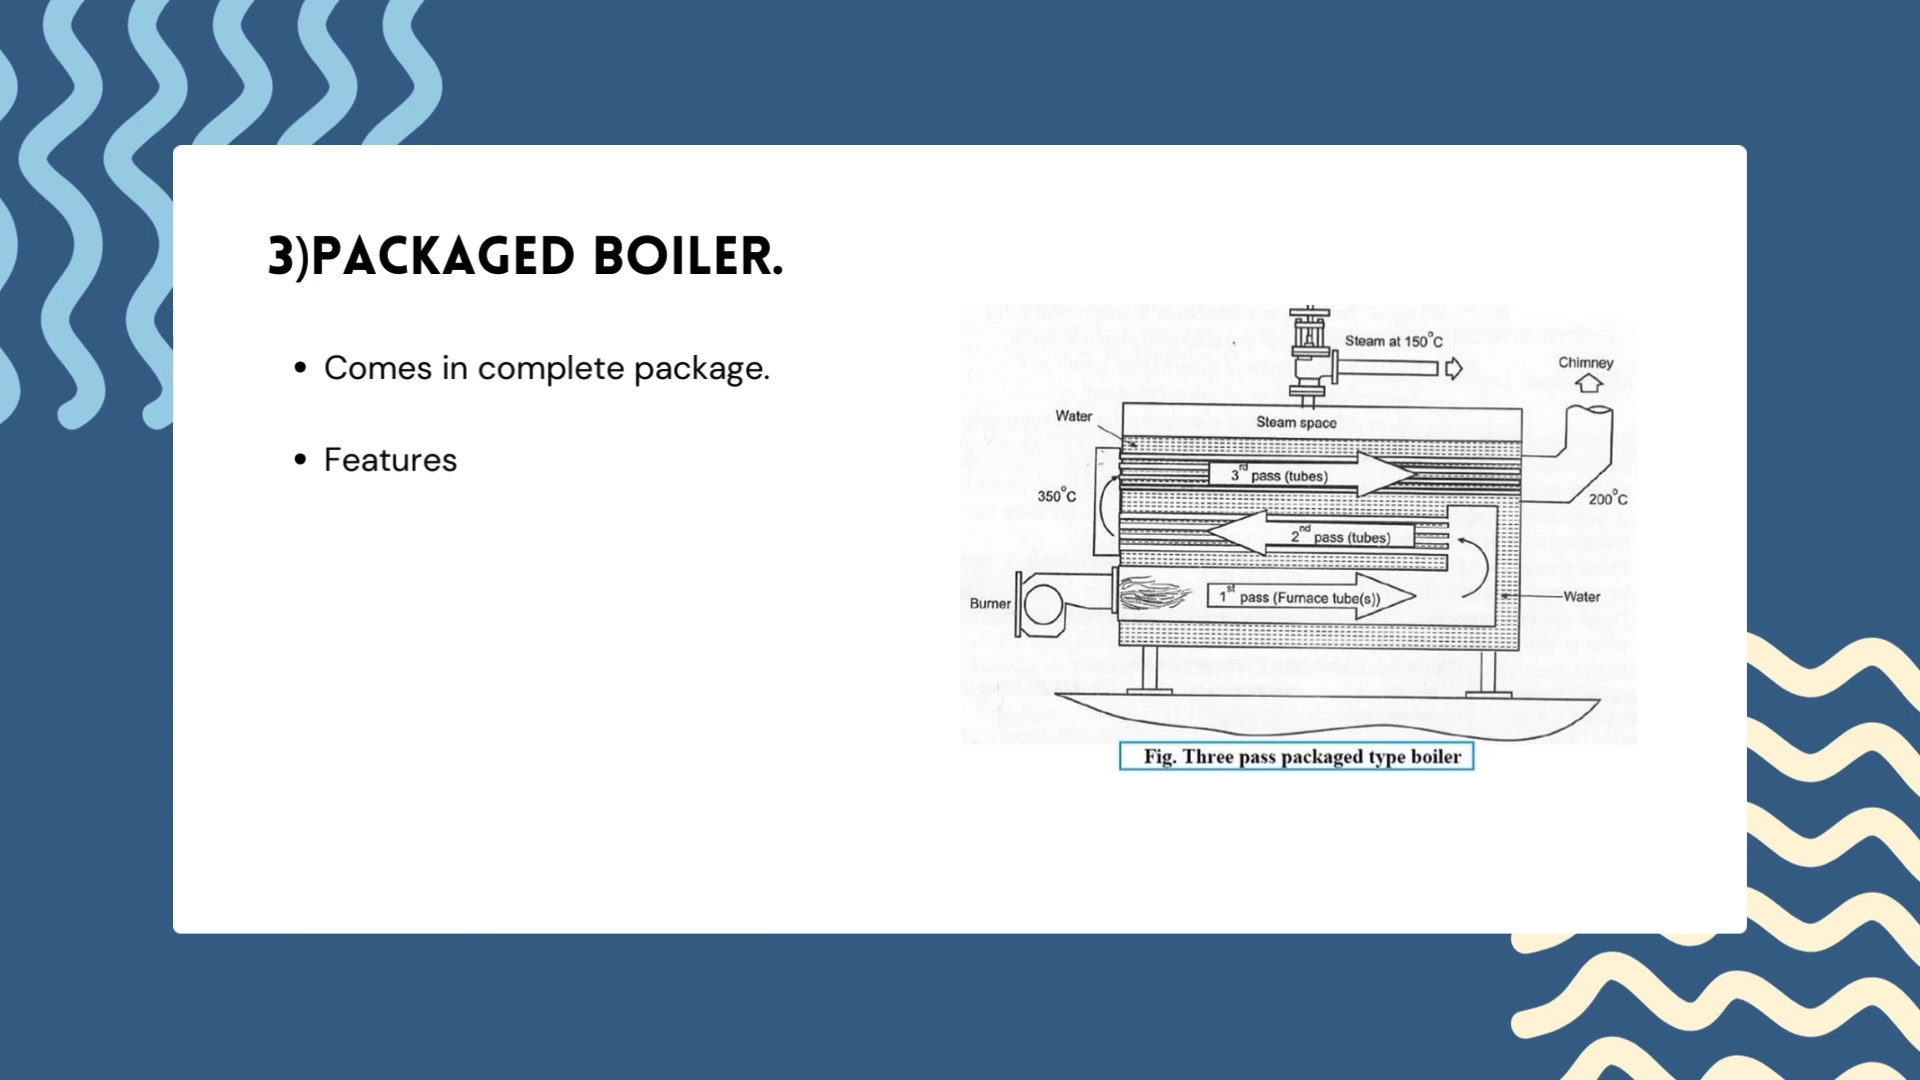 3)PACKAGED BOILER.
• Comes in complete package.
• Features
Steam at 150°C
Chimney
Water
Steam space
3rd pass (tubes)
350°C
200°C
2nd pass (tubes)
Burner
1st pass (Furnace tube(s))
Water
Fig. Three pass packaged type boiler